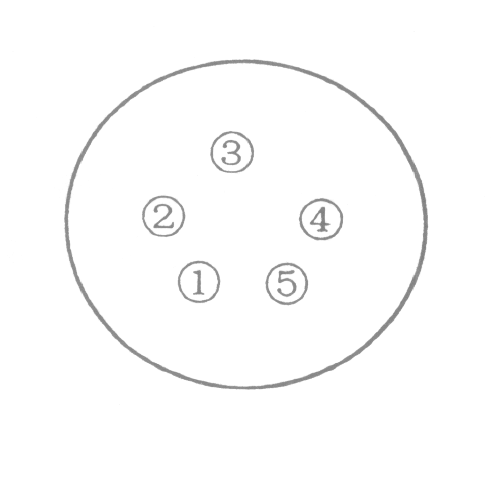 ③
② ④
① ⑤